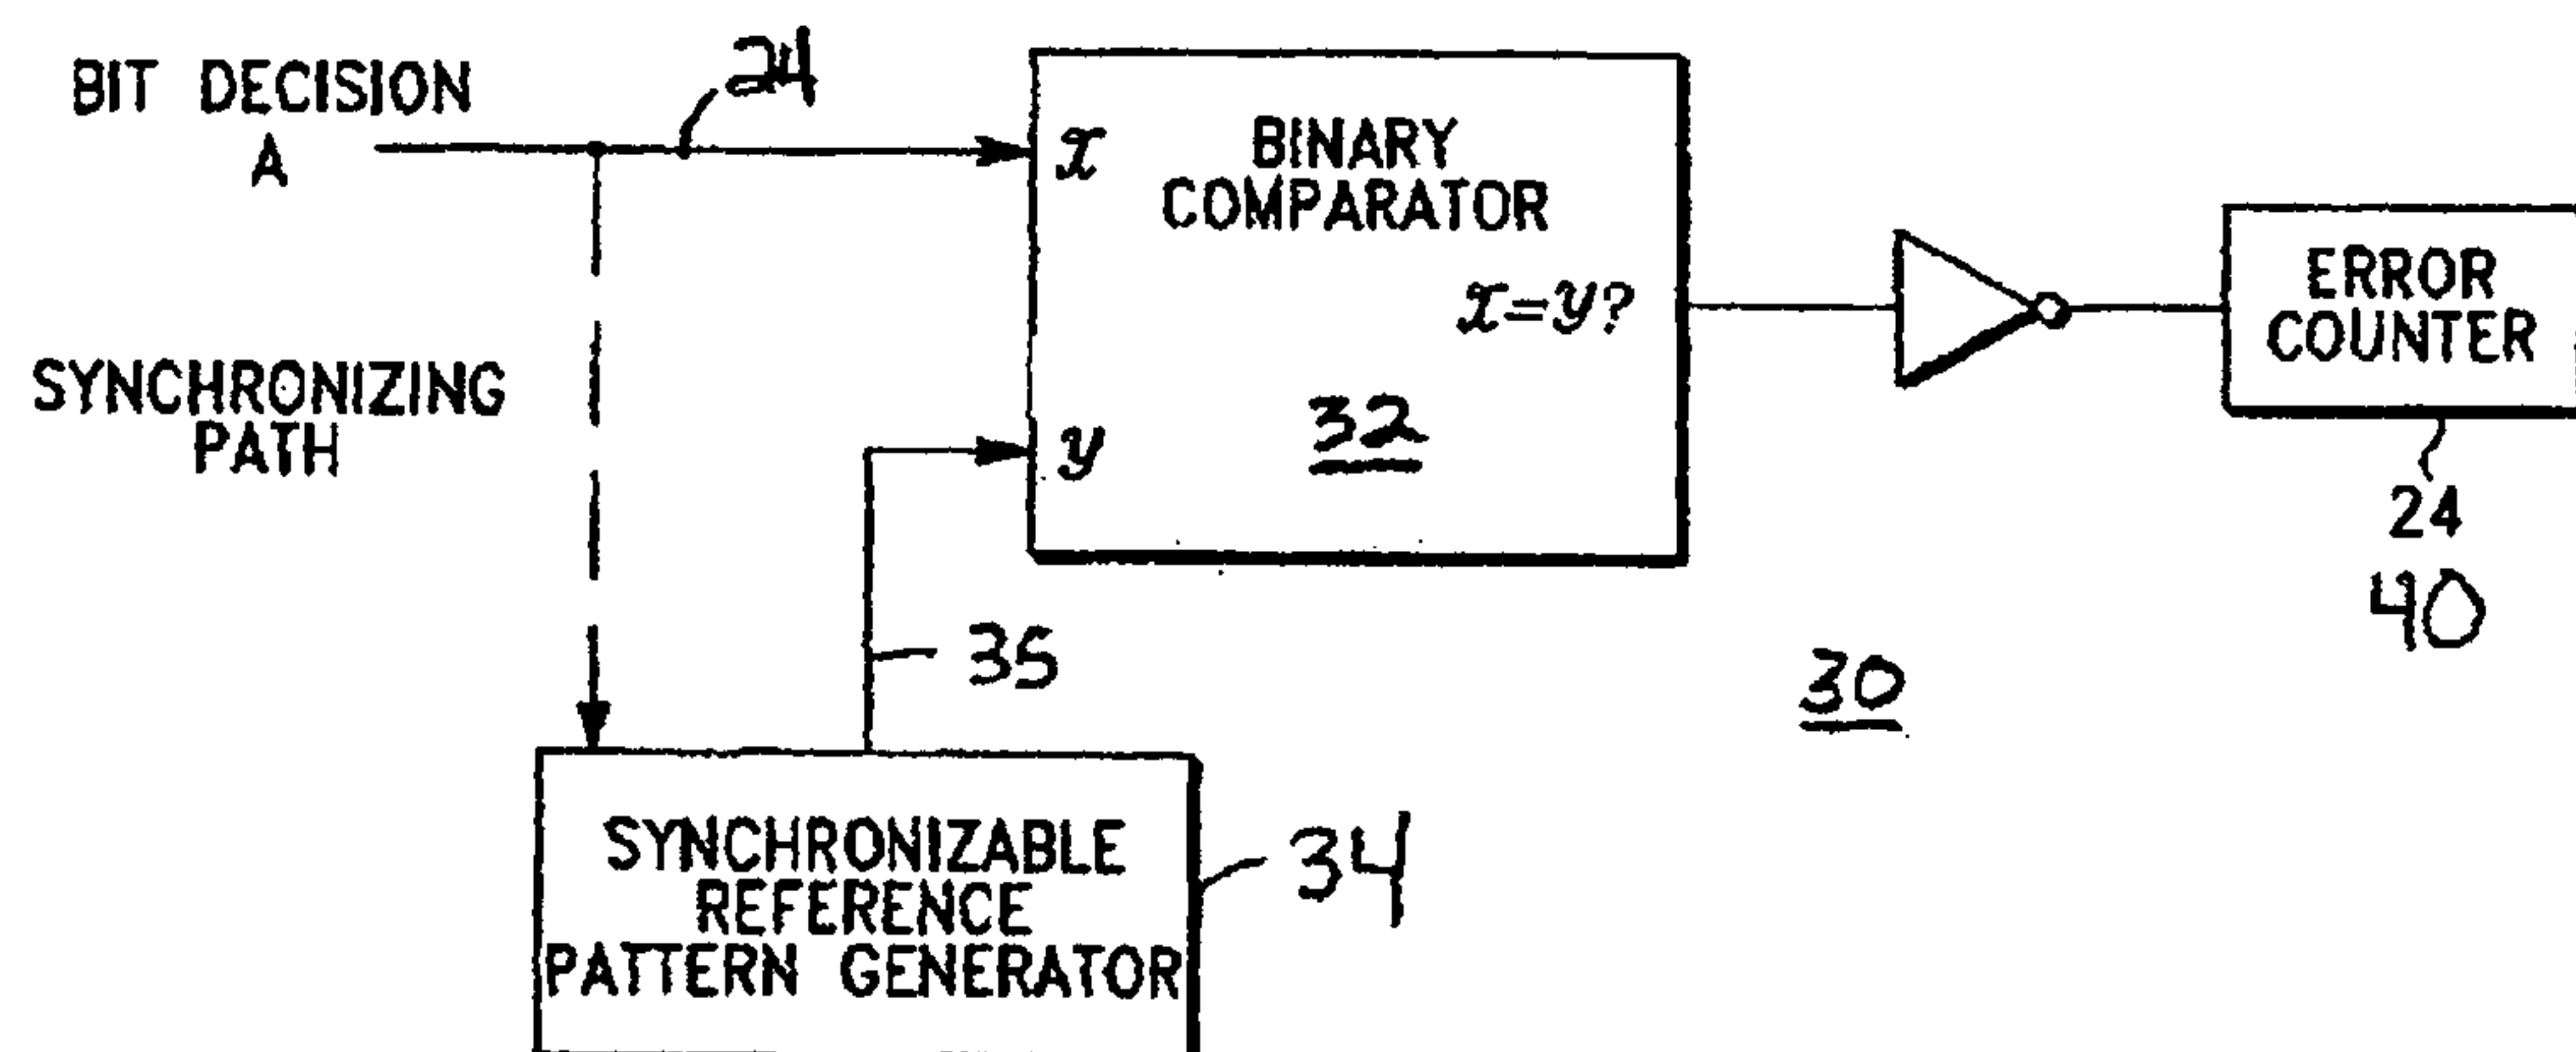 BIT DECISION
A
24
x
BINARY
COMPARATOR
x=y?
32
y
ERROR
COUNTER
24
40
SYNCHRONIZING
PATH
35
30
SYNCHRONIZABLE
REFERENCE
PATTERN GENERATOR
34